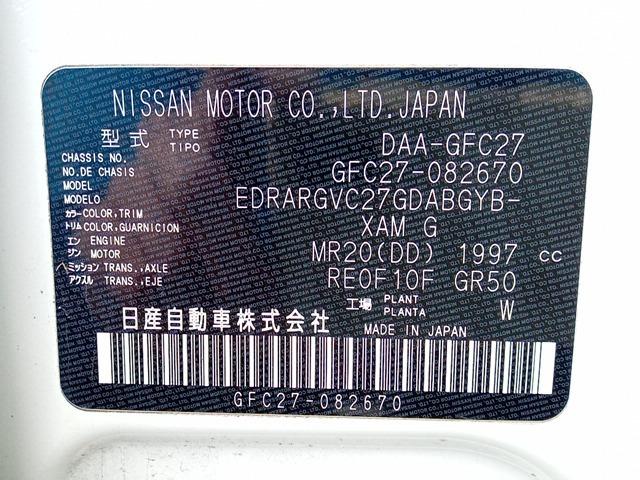 NISSAN MOTOR CO.,LTD.JAPAN
型式 TYPE TIPO DAA-GFC27
CHASSIS NO. NO.DE CHASIS GFC27-082670
MODEL MODELO EDRARGVC27GDABGYB-
カラー COLOR,TRIM トリム COLOR,GUARNICION XAM G
エン ジン ENGINE MOTOR MR20(DD) 1997 cc
ミッション TRANS.,AXLE アクスル TRANS.,EJE RE0F10F GR50
工場 PLANT PLANTA W
日産自動車株式会社 MADE IN JAPAN
GFC27-082670